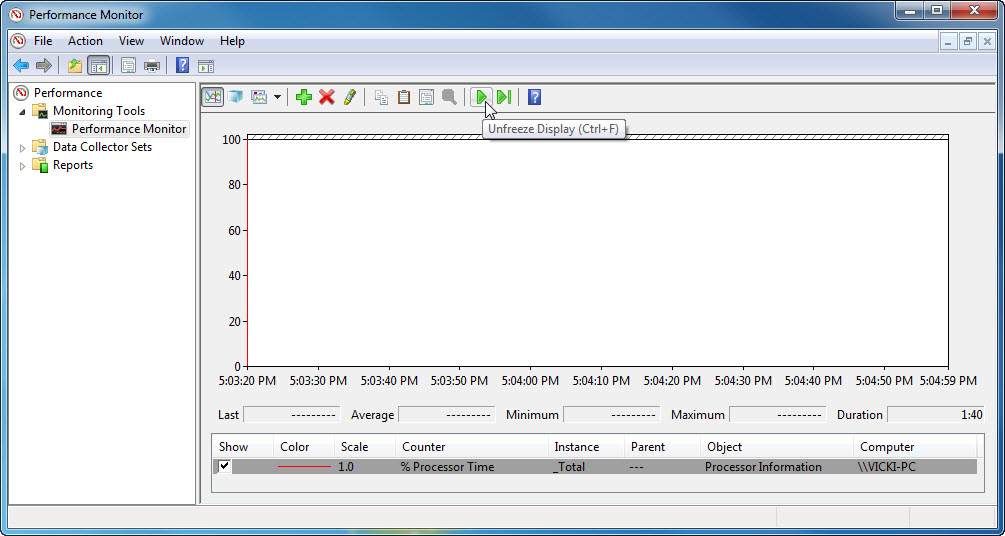 Performance Monitor
File Action View Window Help
Performance
Monitoring Tools
Performance Monitor
Data Collector Sets
Reports
Unfreeze Display (Ctrl+F)
100
80
60
40
20
0
5:03:20 PM 5:03:30 PM 5:03:40 PM 5:03:50 PM 5:04:00 PM 5:04:10 PM 5:04:20 PM 5:04:30 PM 5:04:40 PM 5:04:50 PM 5:04:59 PM
Last --------- Average --------- Minimum --------- Maximum --------- Duration 1:40
Show Color Scale Counter Instance Parent Object Computer
1.0 % Processor Time _Total --- Processor Information \\VICKI-PC